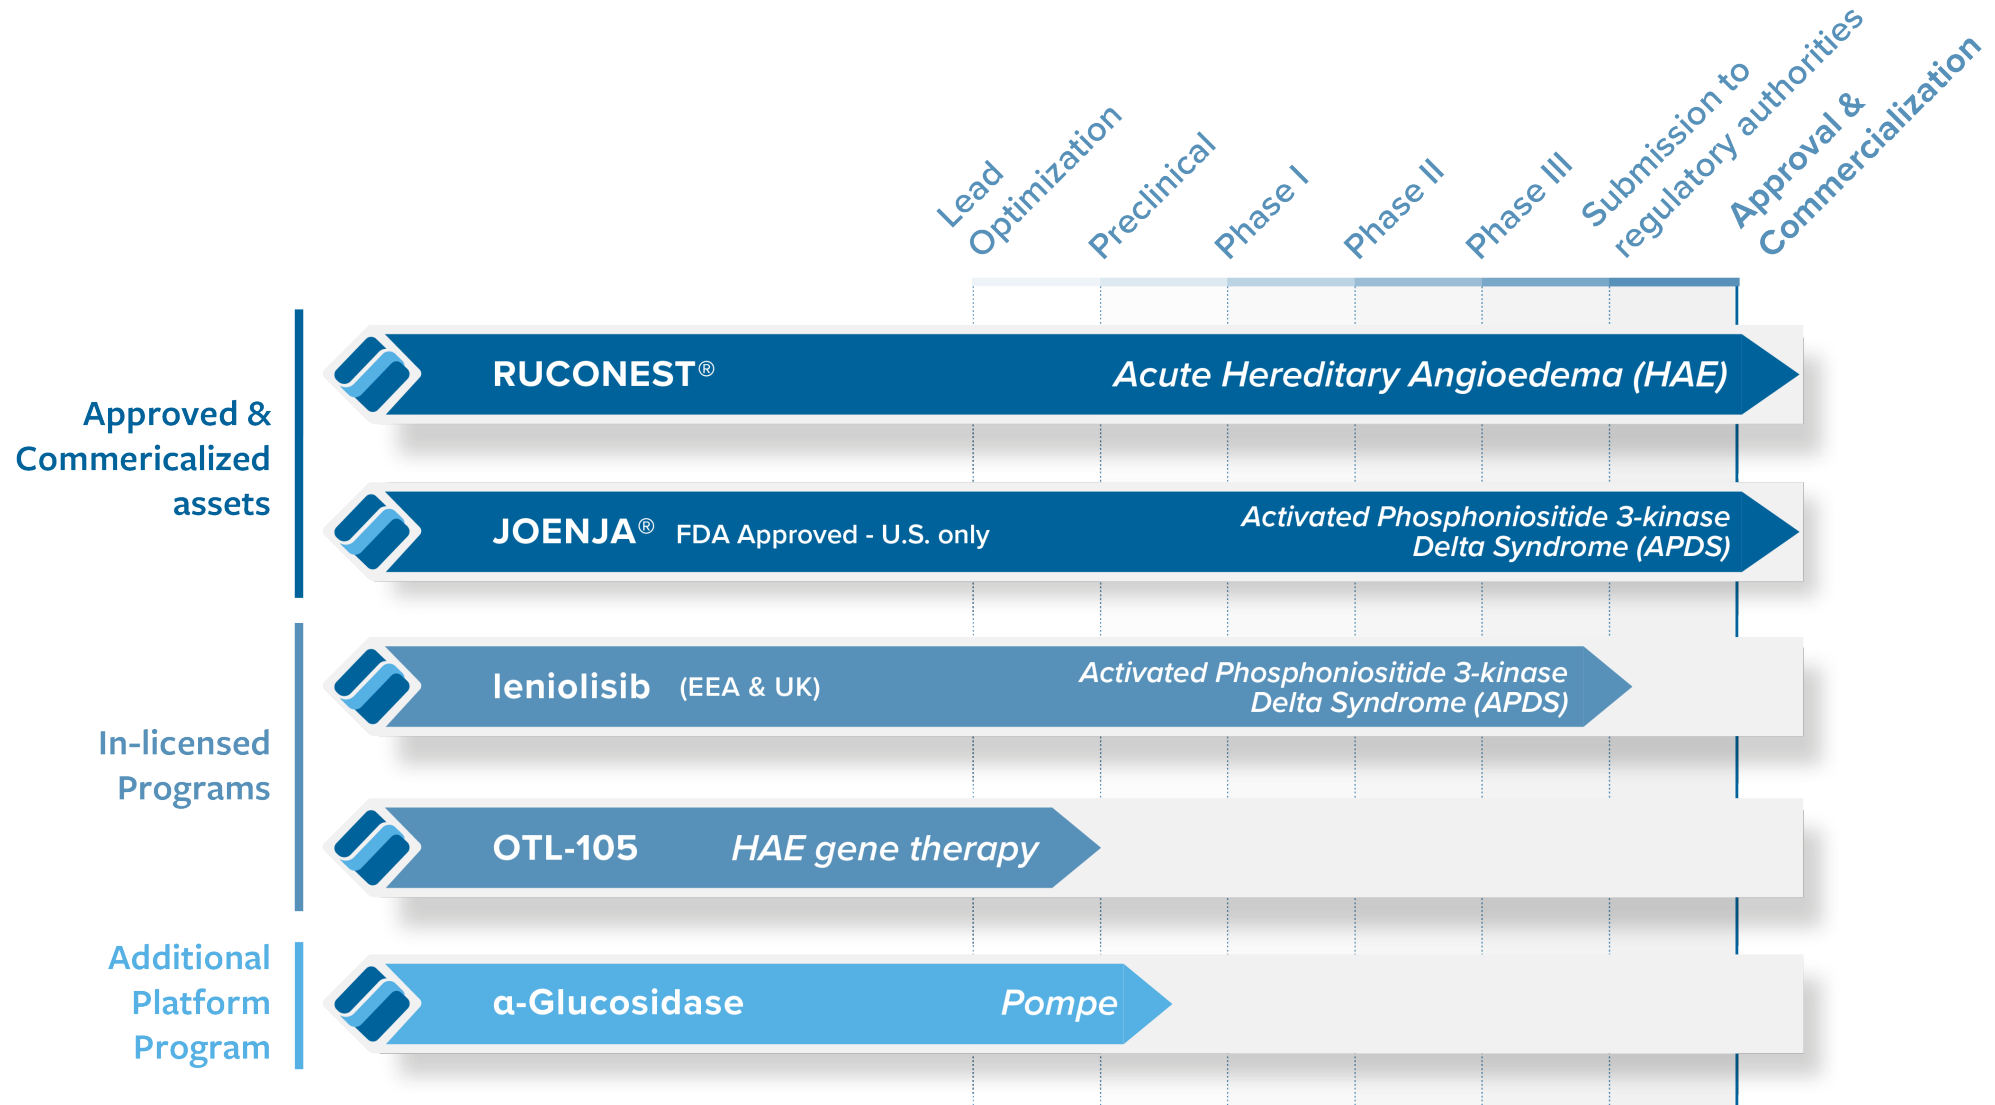 Lead
Optimization
Preclinical
Phase I
Phase II
Phase III
Submission to
regulatory authorities
Approval &
Commercialization
Approved &
Commericalized
assets
RUCONEST®
Acute Hereditary Angioedema (HAE)
JOENJA® FDA Approved - U.S. only
Activated Phosphoniositide 3-kinase
Delta Syndrome (APDS)
In-licensed
Programs
leniolisib (EEA & UK)
Activated Phosphoniositide 3-kinase
Delta Syndrome (APDS)
OTL-105
HAE gene therapy
Additional
Platform
Program
α-Glucosidase
Pompe